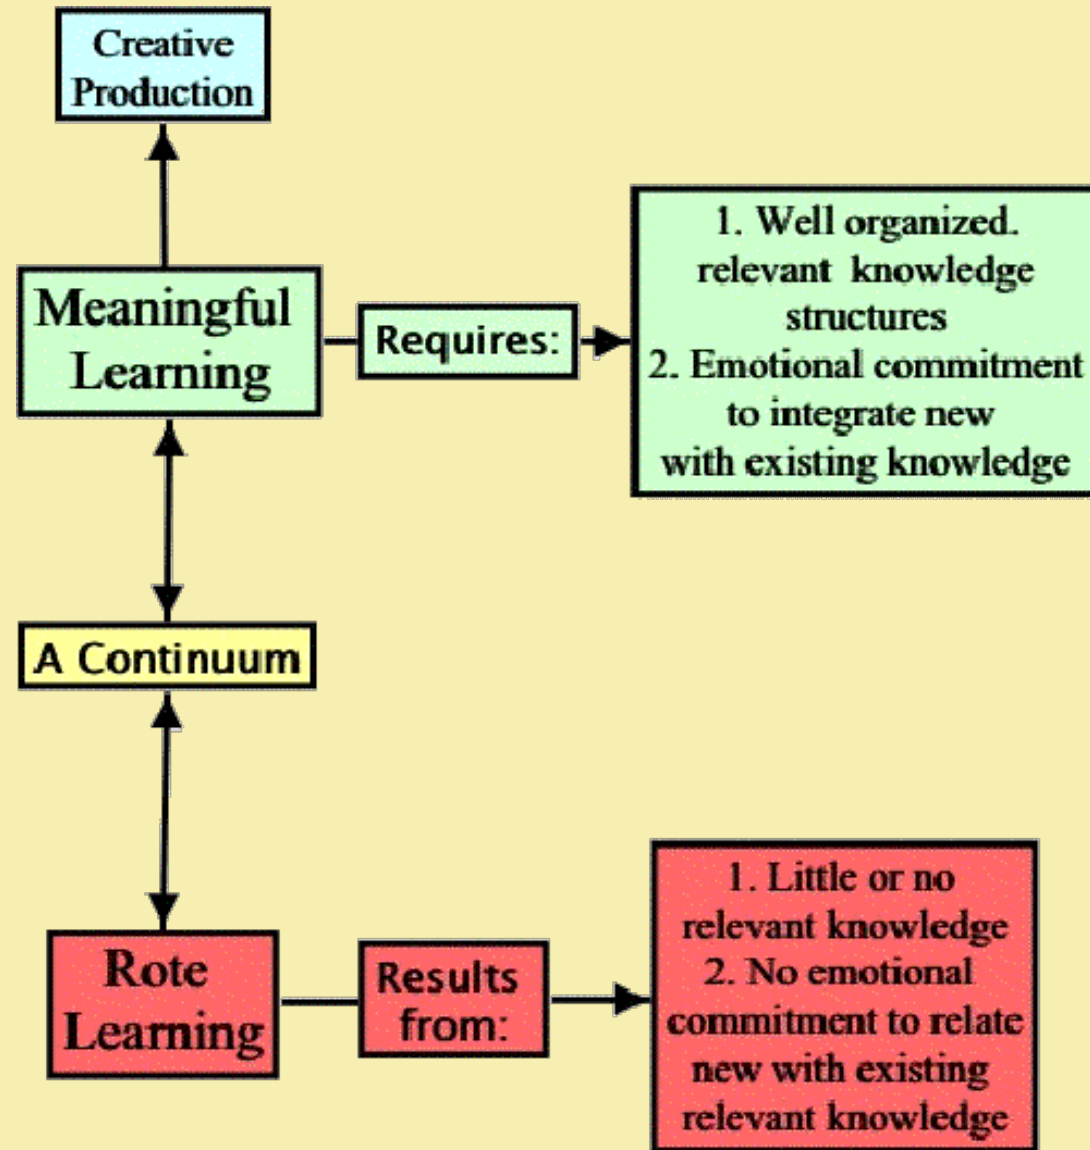 Creative
Production
Meaningful
Learning
Requires:
1. Well organized.
relevant knowledge
structures
2. Emotional commitment
to integrate new
with existing knowledge
A Continuum
Rote
Learning
Results
from:
1. Little or no
relevant knowledge
2. No emotional
commitment to relate
new with existing
relevant knowledge